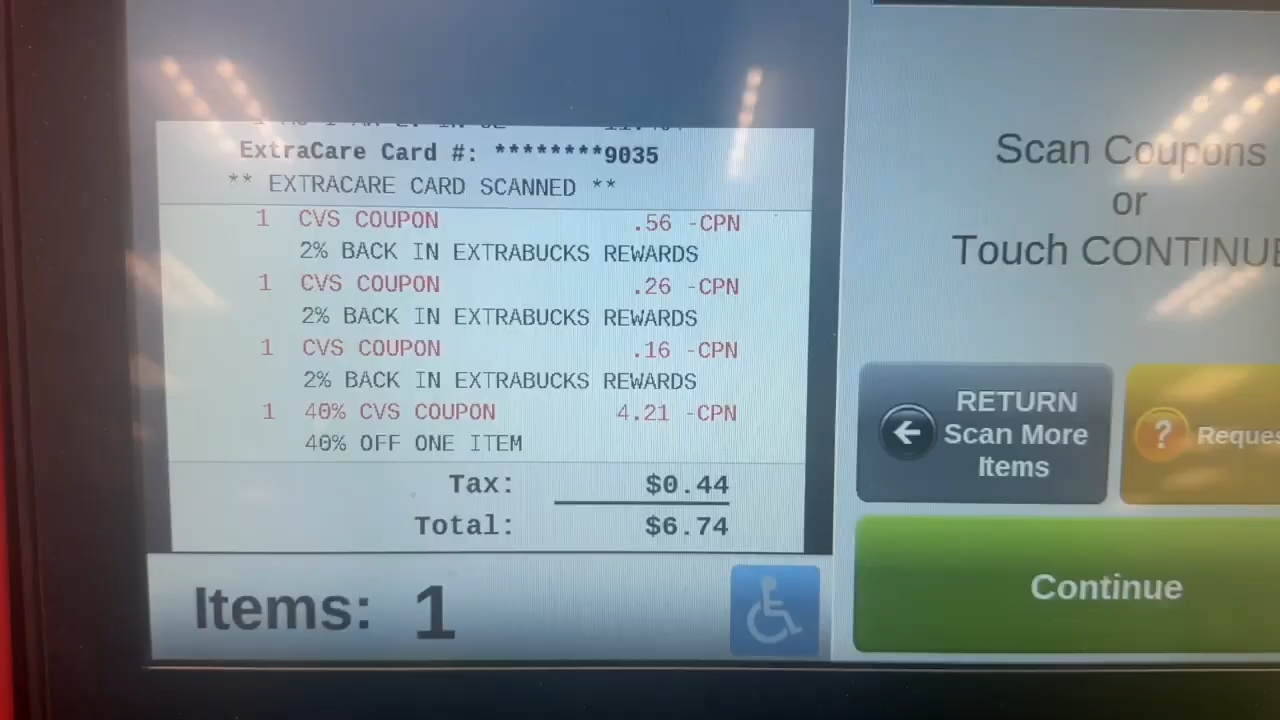 ExtraCare Card #: ********9035
** EXTRACARE CARD SCANNED **
1 CVS COUPON .56 -CPN
2% BACK IN EXTRABUCKS REWARDS
1 CVS COUPON .26 -CPN
2% BACK IN EXTRABUCKS REWARDS
1 CVS COUPON .16 -CPN
2% BACK IN EXTRABUCKS REWARDS
1 40% CVS COUPON 4.21 -CPN
40% OFF ONE ITEM
Tax: $0.44
Total: $6.74
Items: 1
Scan Coupons
or
Touch CONTINUE
RETURN
Scan More
Items
? Reques
Continue